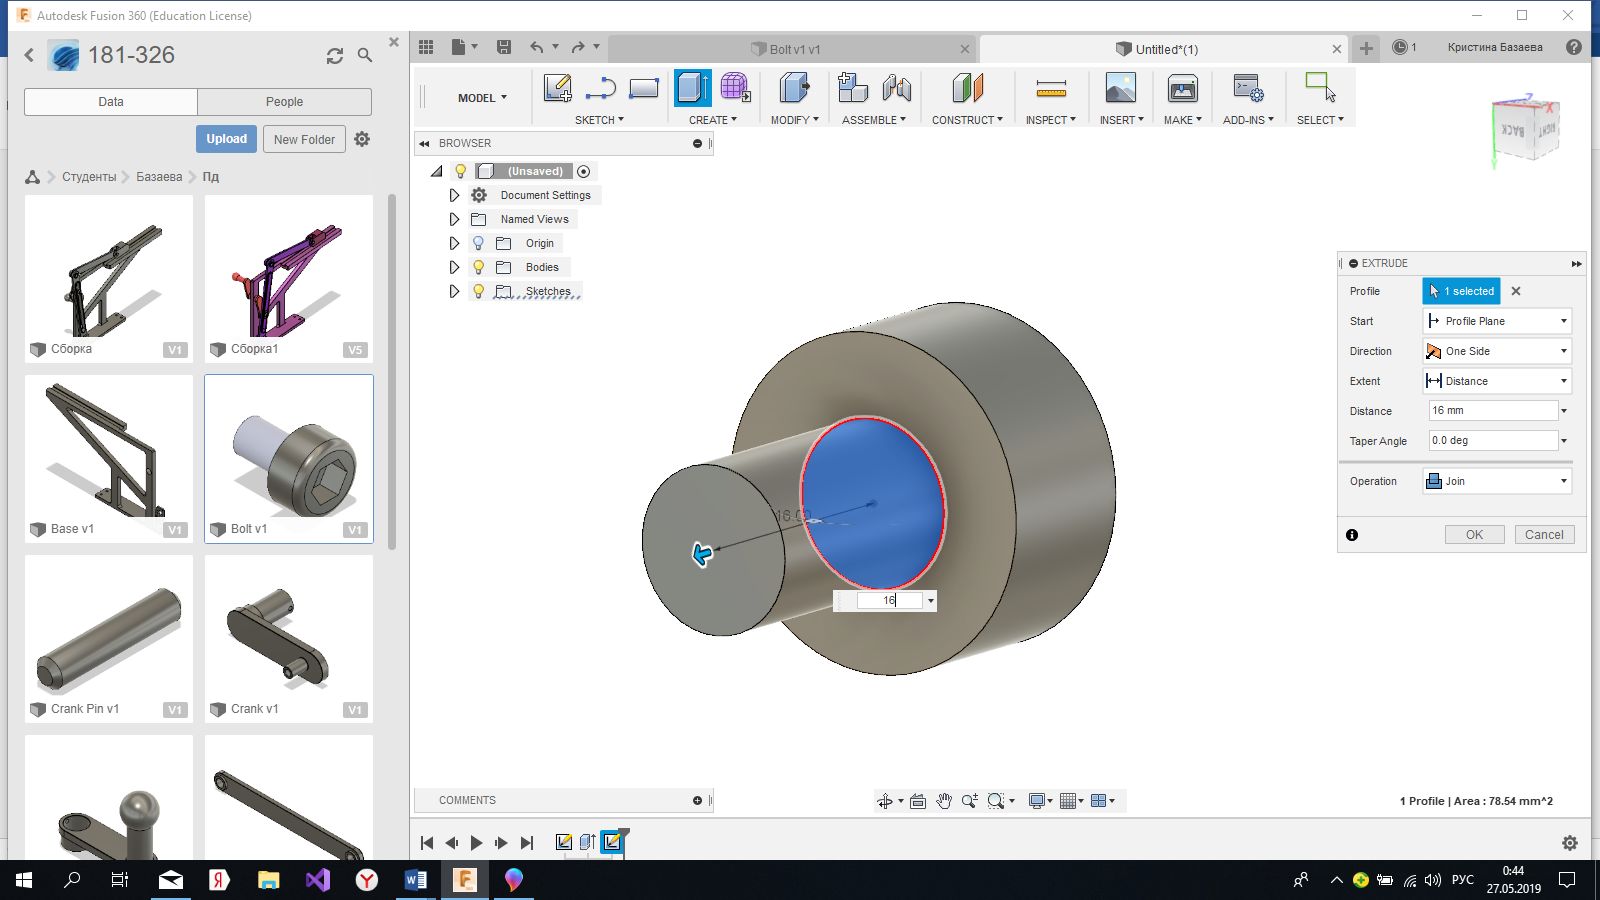 Autodesk Fusion 360 (Education License)
181-326
Data
People
Upload
New Folder
Студенты
Базаева
Пд
Сборка
V1
Сборка1
V5
Base v1
V1
Bolt v1
V1
Crank Pin v1
V1
Crank v1
V1
Bolt v1 v1
Untitled*(1)
1
Кристина Базаева
MODEL
SKETCH
CREATE
MODIFY
ASSEMBLE
CONSTRUCT
INSPECT
INSERT
MAKE
ADD-INS
SELECT
BROWSER
(Unsaved)
Document Settings
Named Views
Origin
Bodies
Sketches
BACK
RIGHT
X
Y
Z
EXTRUDE
Profile
1 selected
Start
Profile Plane
Direction
One Side
Extent
Distance
Distance
16 mm
Taper Angle
0.0 deg
Operation
Join
OK
Cancel
16
COMMENTS
1 Profile | Area : 78.54 mm^2
РУС
0:44
27.05.2019